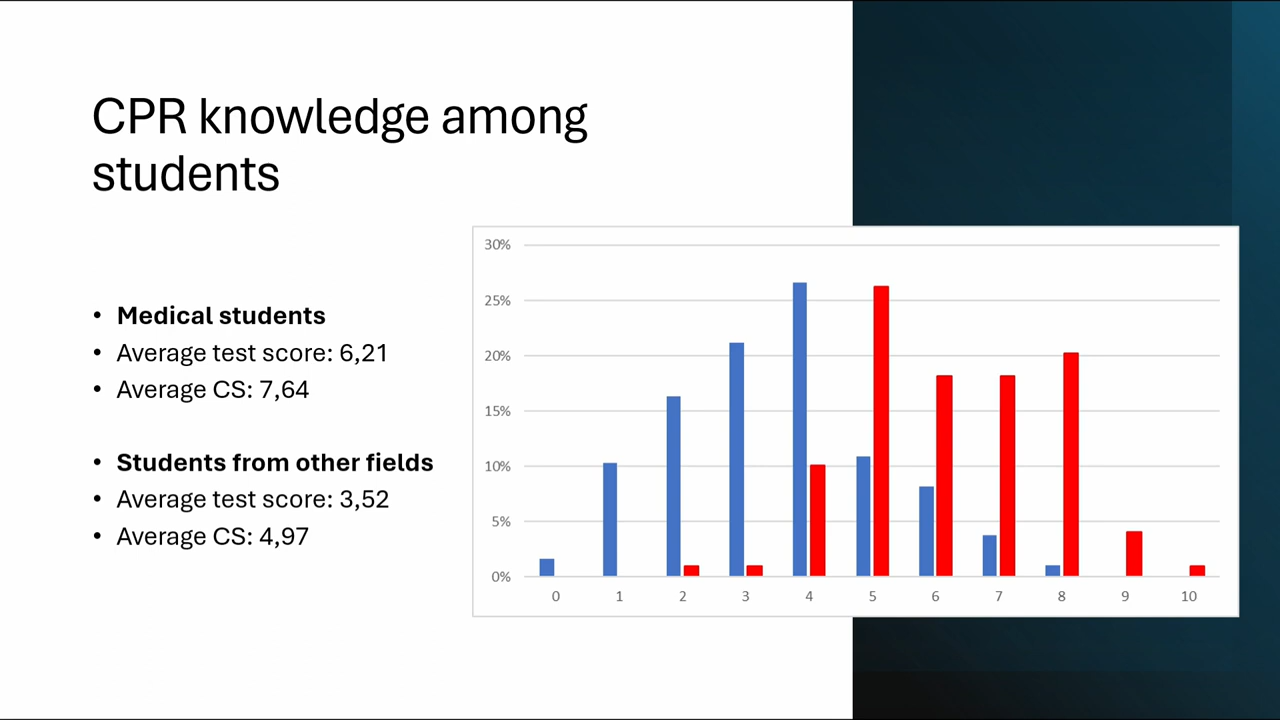 CPR knowledge among
students
• Medical students
• Average test score: 6,21
• Average CS: 7,64
• Students from other fields
• Average test score: 3,52
• Average CS: 4,97
30%
25%
20%
15%
10%
5%
0%
0 1 2 3 4 5 6 7 8 9 10